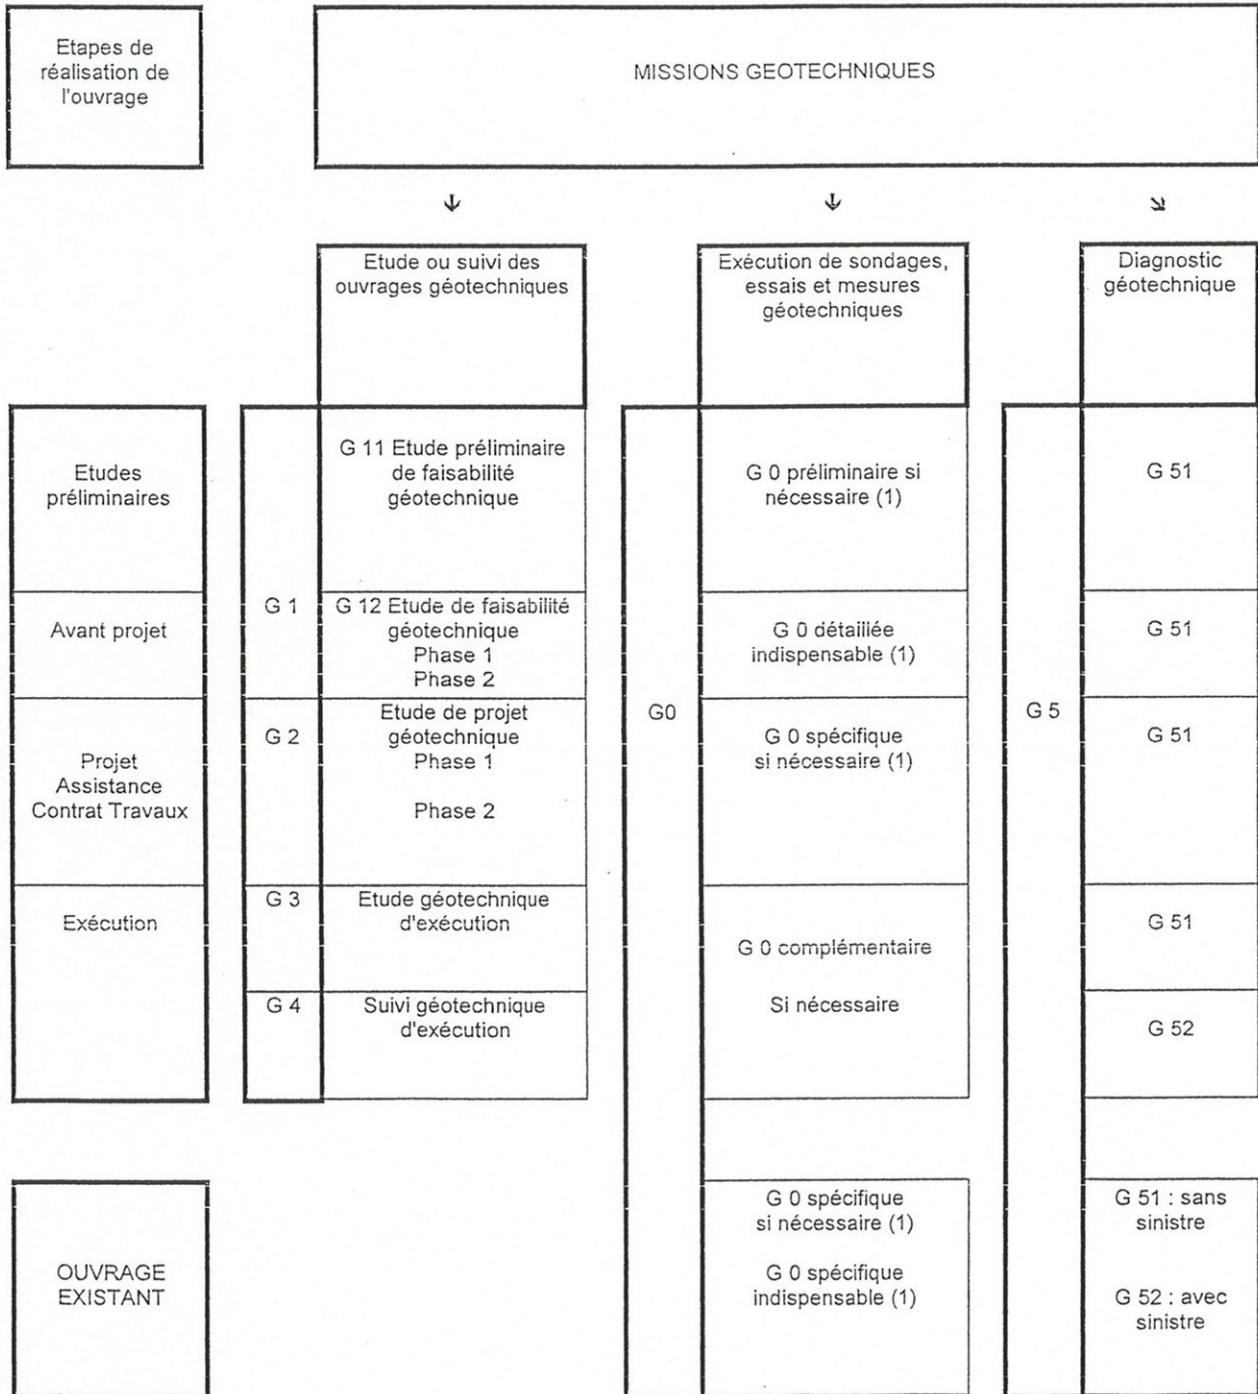 Etapes de
réalisation de
l'ouvrage
MISSIONS GEOTECHNIQUES
Etude ou suivi des
ouvrages géotechniques
Exécution de sondages,
essais et mesures
géotechniques
Diagnostic
géotechnique
Etudes
préliminaires
G 11 Etude préliminaire
de faisabilité
géotechnique
G 0 préliminaire si
nécessaire (1)
G 51
G 1
Avant projet
G 12 Etude de faisabilité
géotechnique
Phase 1
Phase 2
G 0 détaillée
indispensable (1)
G 51
G0
G 5
Projet
Assistance
Contrat Travaux
G 2
Etude de projet
géotechnique
Phase 1
Phase 2
G 0 spécifique
si nécessaire (1)
G 51
Exécution
G 3
Etude géotechnique
d'exécution
G 0 complémentaire
Si nécessaire
G 51
G 4
Suivi géotechnique
d'exécution
G 52
OUVRAGE
EXISTANT
G 0 spécifique
si nécessaire (1)
G 0 spécifique
indispensable (1)
G 51 : sans
sinistre
G 52 : avec
sinistre